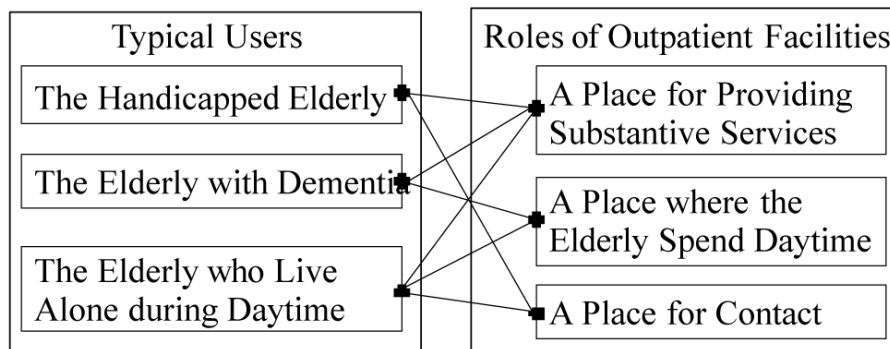 Typical Users
The Handicapped Elderly
The Elderly with Dementia
The Elderly who Live
Alone during Daytime
Roles of Outpatient Facilities
A Place for Providing
Substantive Services
A Place where the
Elderly Spend Daytime
A Place for Contact